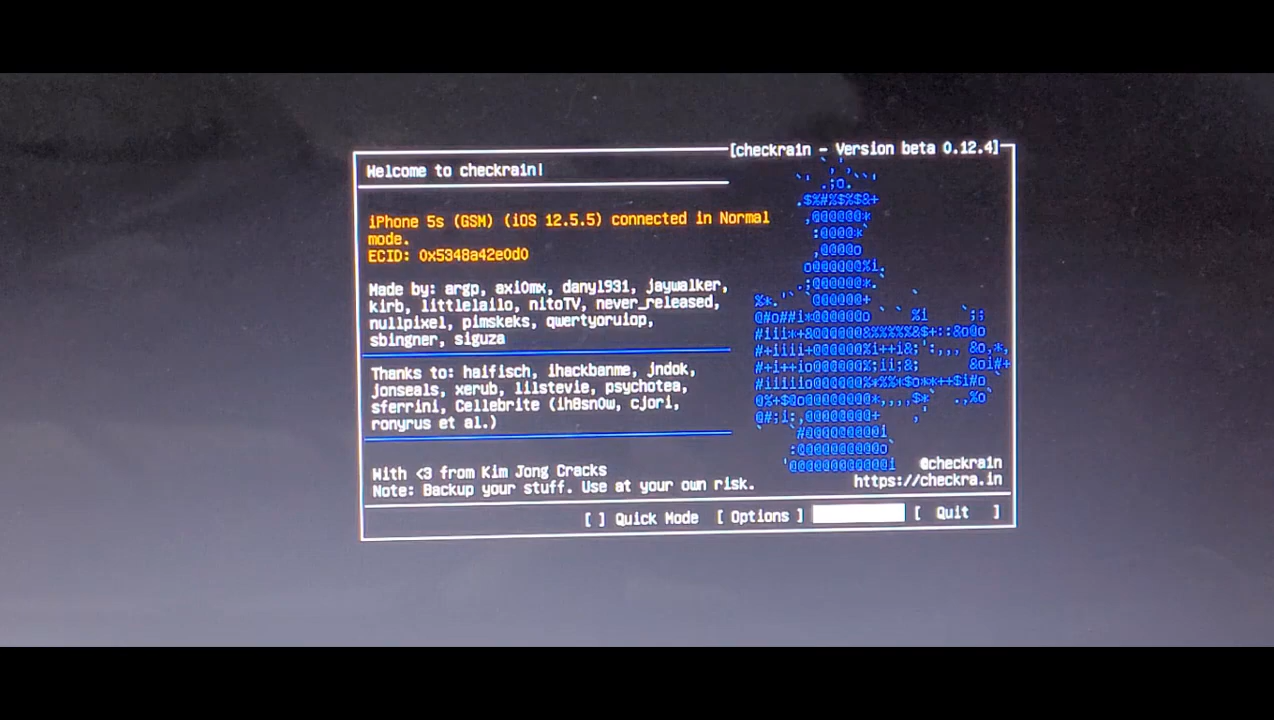 [checkrain - Version beta 0.12.4]
Welcome to checkrain!
iPhone 5s (GSM) (iOS 12.5.5) connected in Normal
mode.
ECID: 0x5348a42e0d0
Made by: argp, axi0mx, danyl931, jaywalker,
kirb, littlelailo, nitoTV, never_released,
nullpixel, pimskeks, qwertyoruiop,
sbingner, siguza
Thanks to: haifisch, ihackbanme, jndok,
jonseals, xerub, lilstevie, psychotea,
sferrini, Cellebrite (ih8sn0w, cjori,
ronyrus et al.)
With <3 from Kim Jong Cracks
Note: Backup your stuff. Use at your own risk.
@checkrain
https://checkra.in
[ ] Quick Mode [ Options ] [ Quit ]